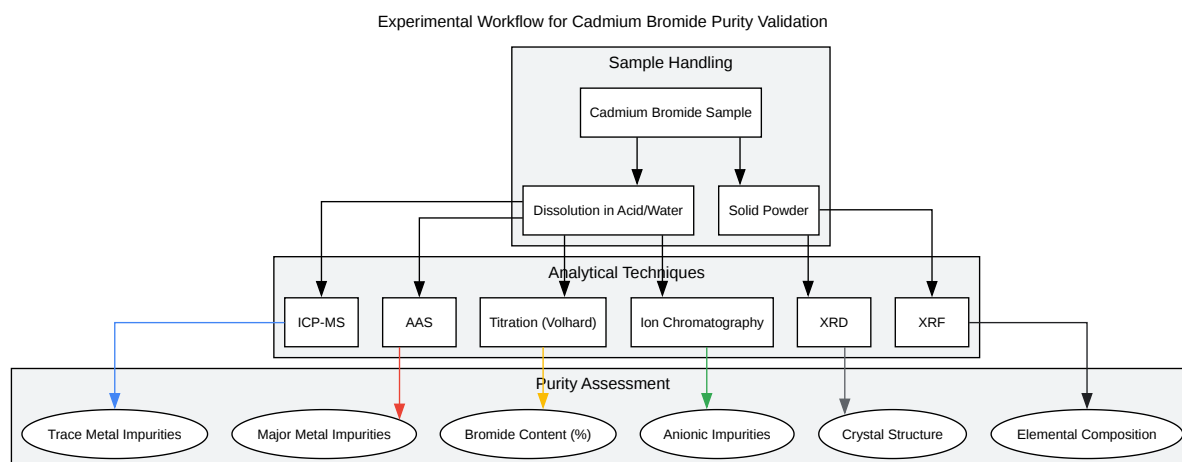 Experimental Workflow for Cadmium Bromide Purity Validation
Sample Handling
Cadmium Bromide Sample
Dissolution in Acid/Water
Solid Powder
Analytical Techniques
ICP-MS
AAS
Titration (Volhard)
Ion Chromatography
XRD
XRF
Purity Assessment
Trace Metal Impurities
Major Metal Impurities
Bromide Content (%)
Anionic Impurities
Crystal Structure
Elemental Composition